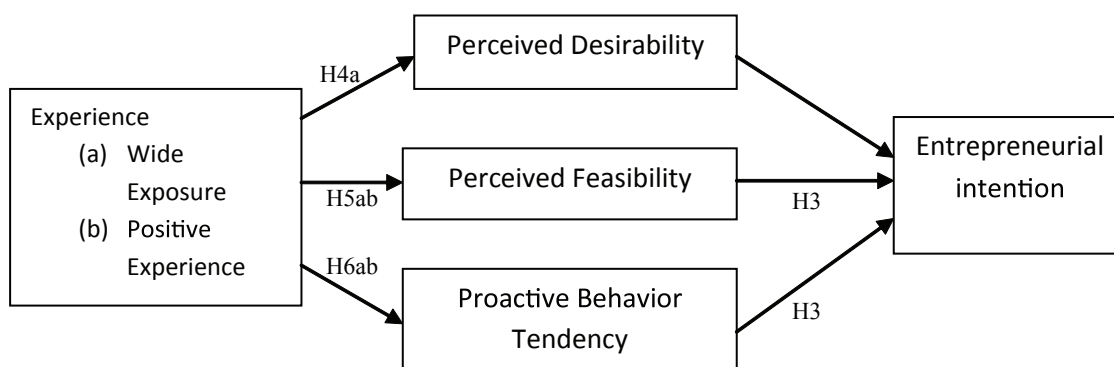 Perceived Desirability
H4a
Experience
(a) Wide
Exposure
(b) Positive
Experience
H5ab
Perceived Feasibility
H3
Entrepreneurial
intention
H6ab
Proactive Behavior
Tendency
H3